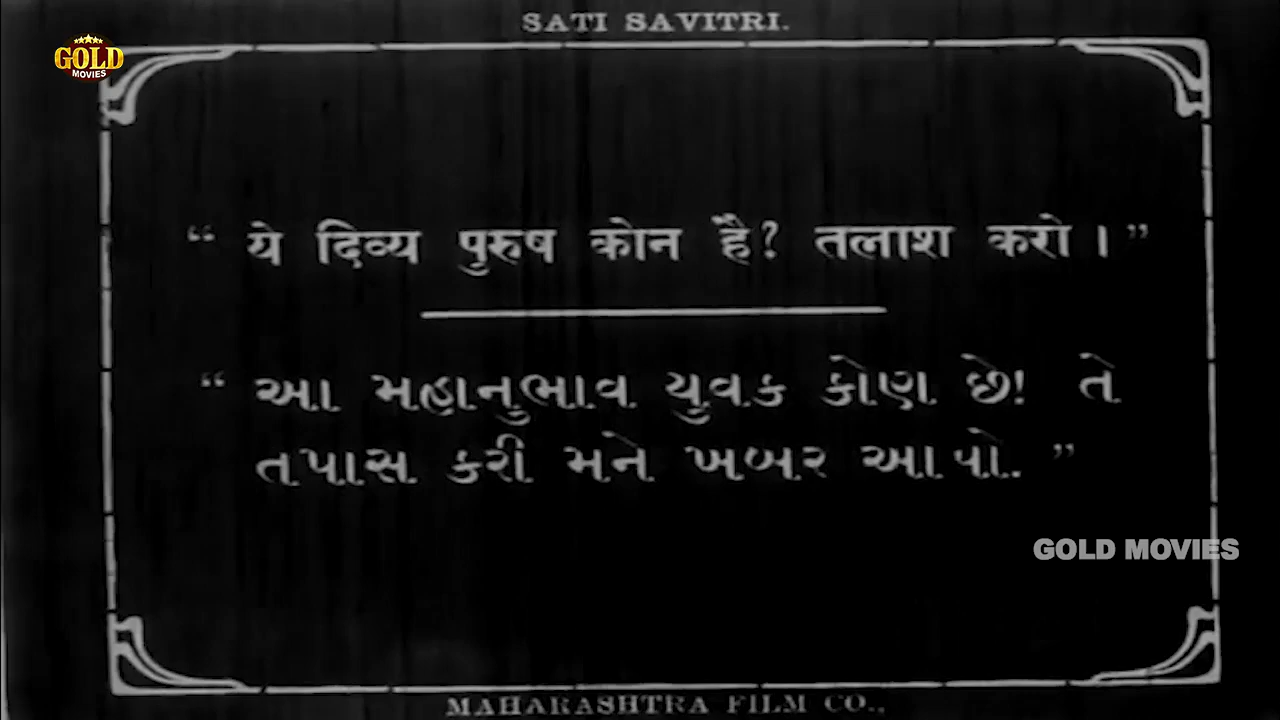 SATI SAVITRI.
GOLD
MOVIES
“ ये दिव्य पुरुष कोन है? तलाश करो । ”
“ આ મહાનુભાવ યુવક કોણ છે! તે
તપાસ કરી મને ખબર આપો. ”
GOLD MOVIES
MAHARASHTRA FILM CO.,